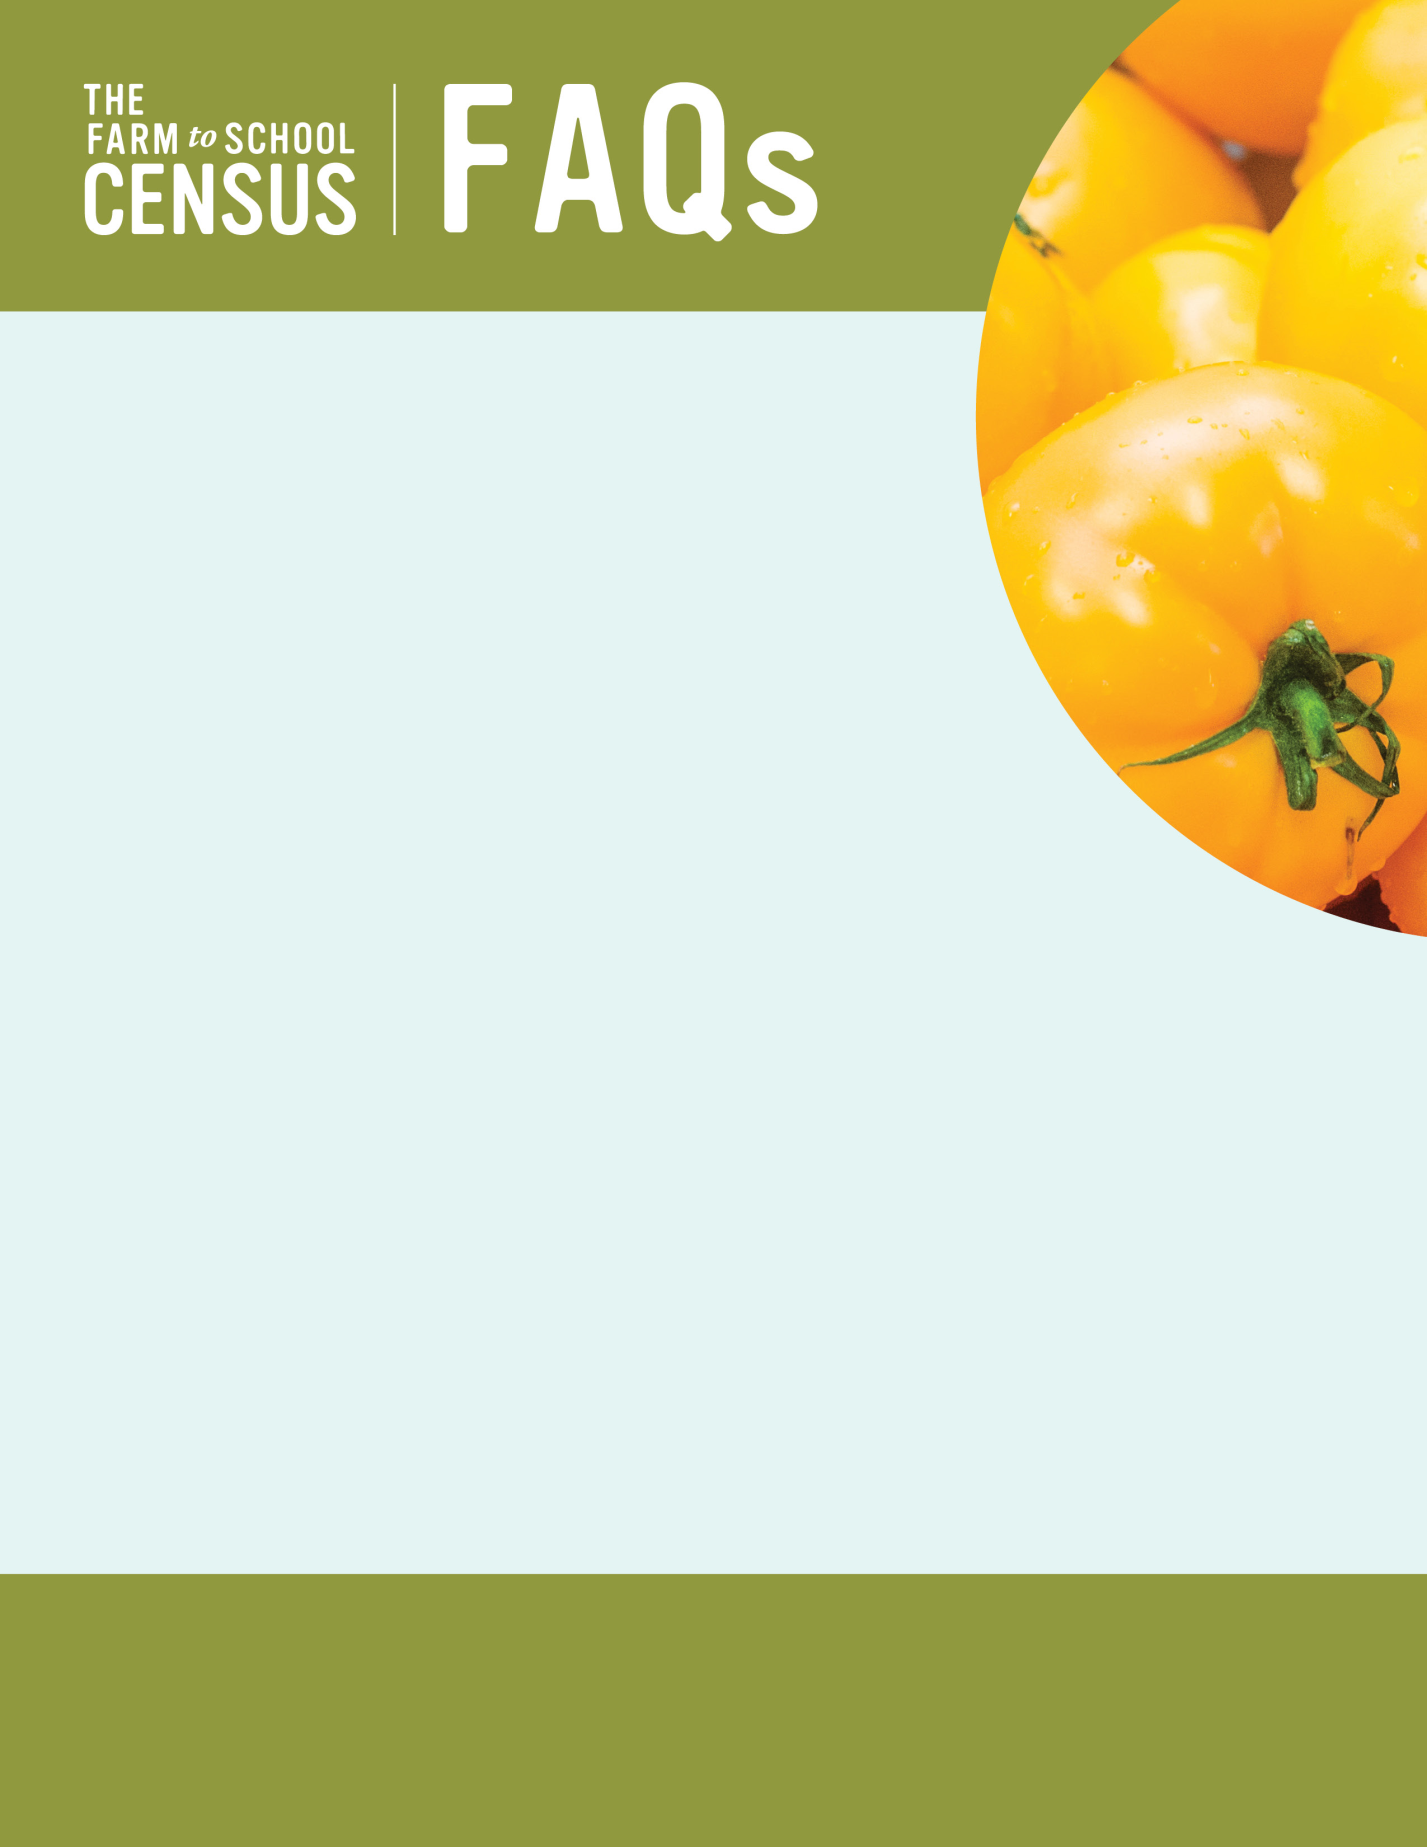 THE
FARM to SCHOOL
CENSUS
FAQs